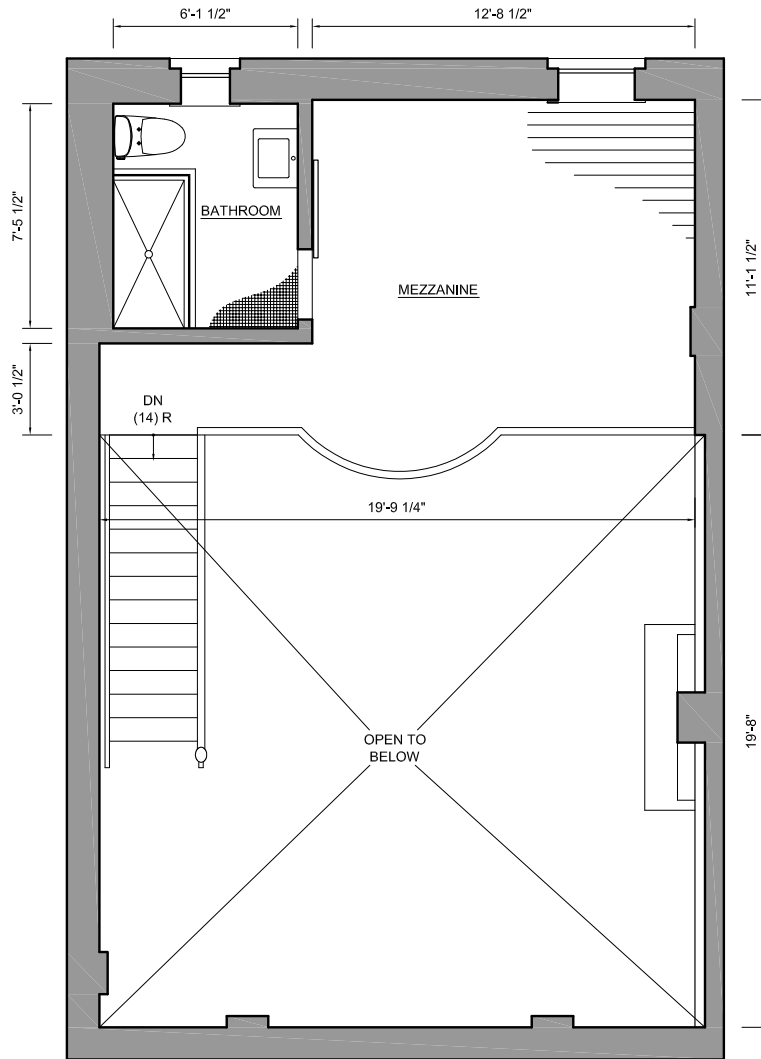 6'-1 1/2"
12'-8 1/2"
7'-5 1/2"
BATHROOM
MEZZANINE
11'-1 1/2"
3'-0 1/2"
DN
(14) R
19'-9 1/4"
OPEN TO
BELOW
19'-8"